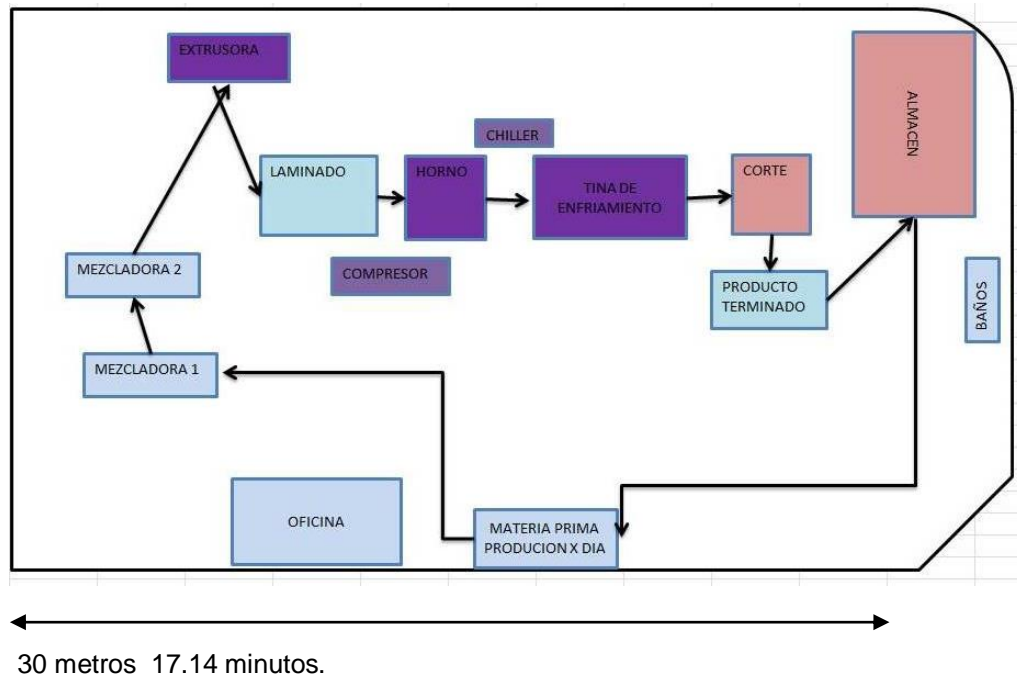 EXTRUSORA
ALMACEN
CHILLER
LAMINADO
HORNO
TINA DE
ENFRIAMIENTO
CORTE
MEZCLADORA 2
COMPRESOR
PRODUCTO
TERMINADO
BAÑOS
MEZCLADORA 1
OFICINA
MATERIA PRIMA
PRODUCION X DIA
30 metros 17.14 minutos.